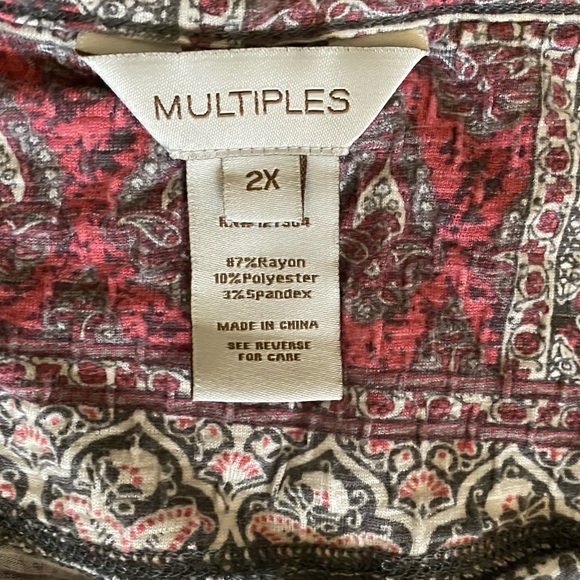 MULTIPLES
2X
87%Rayon
10%Polyester
3%Spandex
MADE IN CHINA
SEE REVERSE
FOR CARE